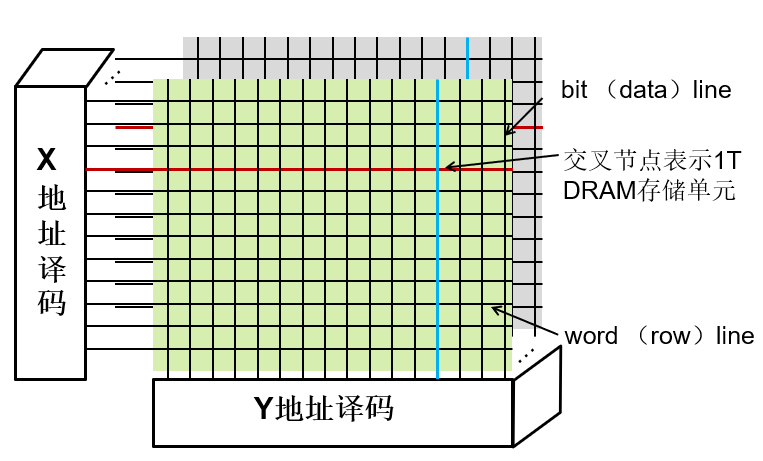 X
地
址
译
码
bit （data）line
交叉节点表示1T
DRAM存储单元
word （row）line
Y地址译码